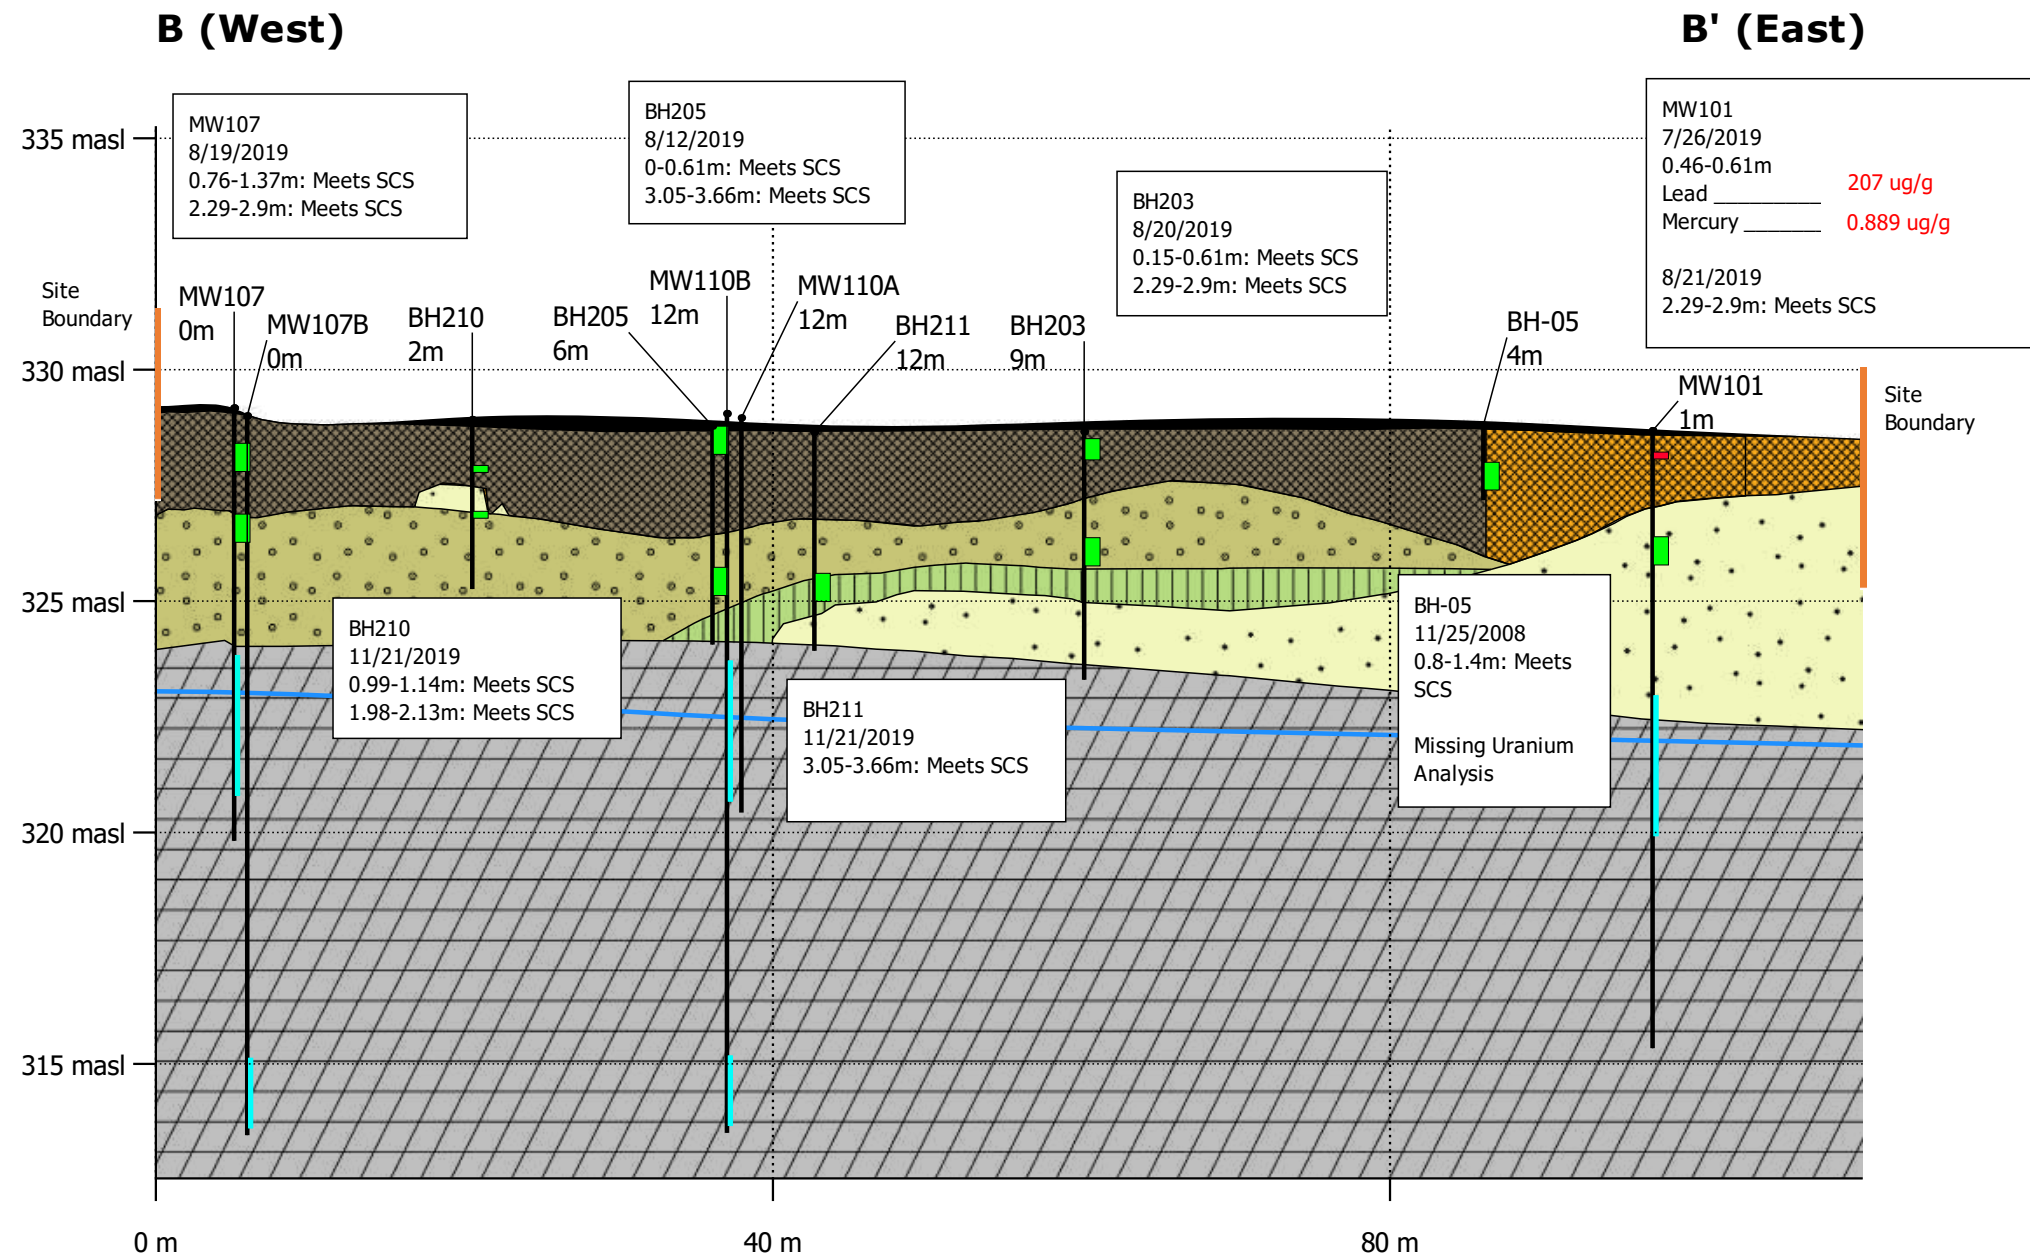 B (West)
B' (East)
335 masl
330 masl
325 masl
320 masl
315 masl
MW107
8/19/2019
0.76-1.37m: Meets SCS
2.29-2.9m: Meets SCS
BH205
8/12/2019
0-0.61m: Meets SCS
3.05-3.66m: Meets SCS
BH203
8/20/2019
0.15-0.61m: Meets SCS
2.29-2.9m: Meets SCS
MW101
7/26/2019
0.46-0.61m
Lead _________ 207 ug/g
Mercury _______ 0.889 ug/g
8/21/2019
2.29-2.9m: Meets SCS
Site
Boundary
MW107
0m
MW107B
0m
BH210
2m
BH205
6m
MW110B
12m
MW110A
12m
BH211
12m
BH203
9m
BH-05
4m
MW101
1m
Site
Boundary
BH210
11/21/2019
0.99-1.14m: Meets SCS
1.98-2.13m: Meets SCS
BH211
11/21/2019
3.05-3.66m: Meets SCS
BH-05
11/25/2008
0.8-1.4m: Meets
SCS
Missing Uranium
Analysis
0 m
40 m
80 m